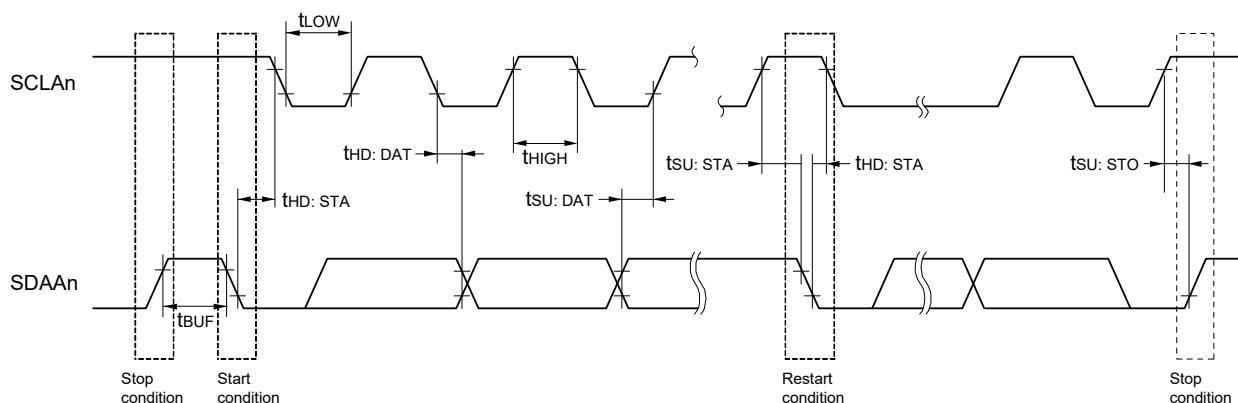 tLOW
SCLAn
tHD: DAT
tHIGH
tSU: STA
tHD: STA
tSU: STO
tHD: STA
tSU: DAT
SDAAn
tBUF
Stop
condition
Start
condition
Restart
condition
Stop
condition